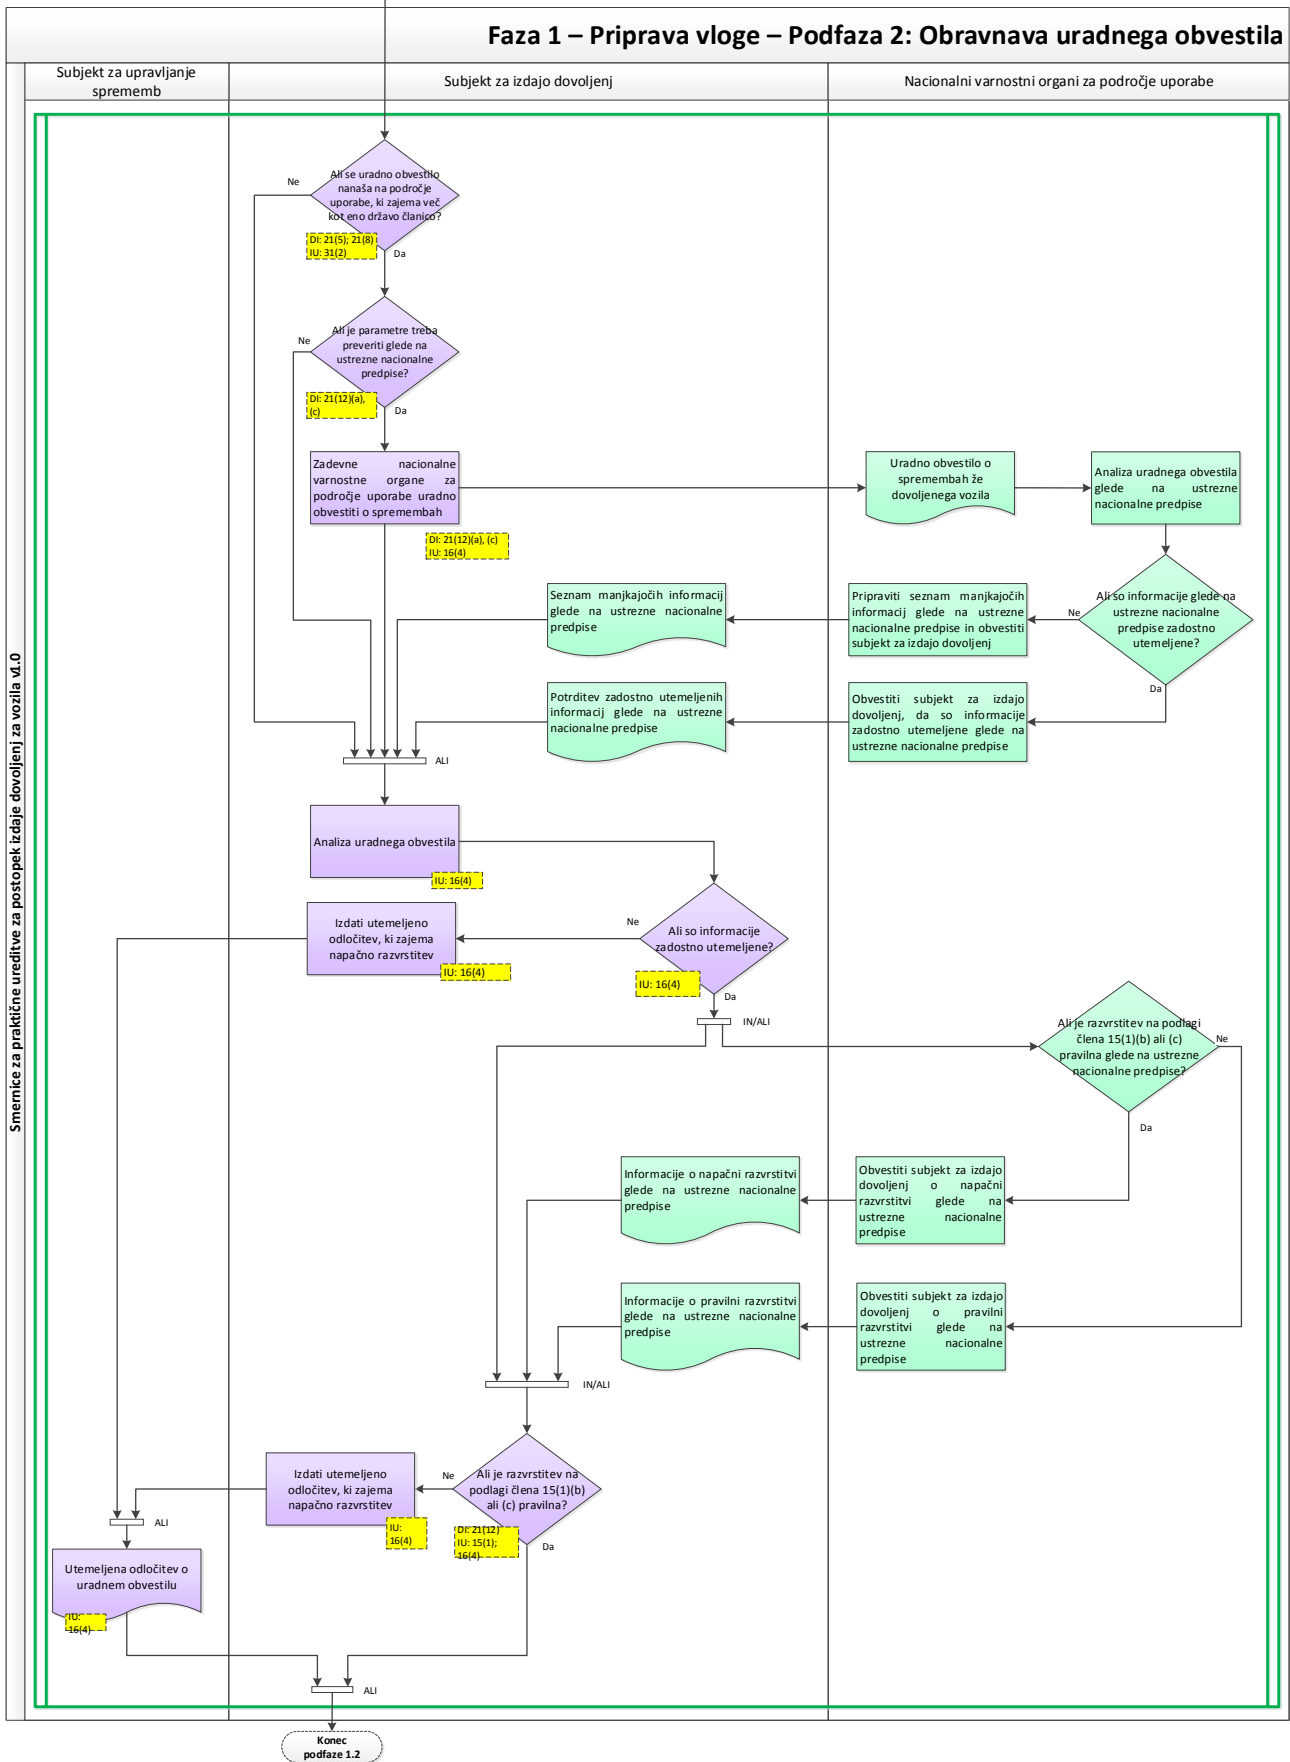 Faza 1 – Priprava vloge – Podfaza 2: Obravnava uradnega obvestila
Subjekt za upravljanje
sprememb
Subjekt za izdajo dovoljenj
Nacionalni varnostni organi za področje uporabe
Smernice za praktične ureditve za postopek izdaje dovoljenj za vozila v1.0
Ali se uradno obvestilo
nanaša na področje
uporabe, ki zajema več
kot eno državo članico?
Ne
DI: 21(5); 21(8)
IU: 31(2)
Da
Ali je parametre treba
preveriti glede na
ustrezne nacionalne
predpise?
Ne
DI: 21(12)(a),
(c)
Da
Zadevne nacionalne
varnostne organe za
področje uporabe uradno
obvestiti o spremembah
DI: 21(12)(a), (c)
IU: 16(4)
Uradno obvestilo o
spremembah že
dovoljenega vozila
Analiza uradnega obvestila
glede na ustrezne
nacionalne predpise
Ali so informacije glede na
ustrezne nacionalne
predpise zadostno
utemeljene?
Ne
Da
Pripraviti seznam manjkajočih
informacij glede na ustrezne
nacionalne predpise in obvestiti
subjekt za izdajo dovoljenj
Seznam manjkajočih informacij
glede na ustrezne nacionalne
predpise
Obvestiti subjekt za izdajo
dovoljenj, da so informacije
zadostno utemeljene glede na
ustrezne nacionalne predpise
Potrditev zadostno utemeljenih
informacij glede na ustrezne
nacionalne predpise
ALI
Analiza uradnega obvestila
IU: 16(4)
Ali so informacije
zadostno utemeljene?
Ne
IU: 16(4)
Da
Izdati utemeljeno
odločitev, ki zajema
napačno razvrstitev
IU: 16(4)
IN/ALI
Ali je razvrstitev na podlagi
člena 15(1)(b) ali (c)
pravilna glede na ustrezne
nacionalne predpise?
Ne
Da
Obvestiti subjekt za izdajo
dovoljenj o napačni
razvrstitvi glede na
ustrezne nacionalne
predpise
Informacije o napačni razvrstitvi
glede na ustrezne nacionalne
predpise
Obvestiti subjekt za izdajo
dovoljenj o pravilni
razvrstitvi glede na
ustrezne nacionalne
predpise
Informacije o pravilni razvrstitvi
glede na ustrezne nacionalne
predpise
IN/ALI
Ali je razvrstitev na
podlagi člena 15(1)(b)
ali (c) pravilna?
Ne
DI: 21(12)
IU: 15(1);
16(4)
Da
Izdati utemeljeno
odločitev, ki zajema
napačno razvrstitev
IU:
16(4)
ALI
Utemeljena odločitev o
uradnem obvestilu
IU:
16(4)
ALI
Konec
podfaze 1.2